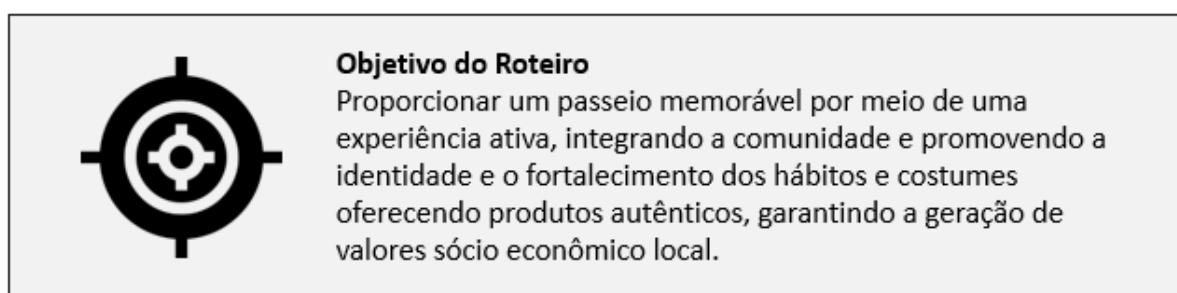 Objetivo do Roteiro
Proporcionar um passeio memorável por meio de uma
experiência ativa, integrando a comunidade e promovendo a
identidade e o fortalecimento dos hábitos e costumes
oferecendo produtos autênticos, garantindo a geração de
valores sócio econômico local.